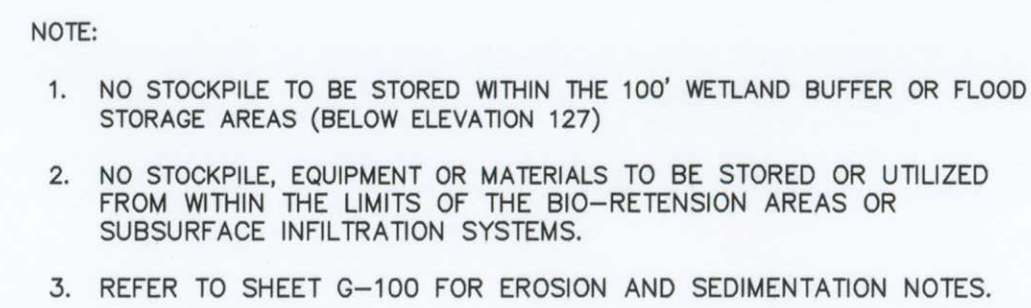 NOTE:
1. NO STOCKPILE TO BE STORED WITHIN THE 100' WETLAND BUFFER OR FLOOD
STORAGE AREAS (BELOW ELEVATION 127)
2. NO STOCKPILE, EQUIPMENT OR MATERIALS TO BE STORED OR UTILIZED
FROM WITHIN THE LIMITS OF THE BIO–RETENSION AREAS OR
SUBSURFACE INFILTRATION SYSTEMS.
3. REFER TO SHEET G–100 FOR EROSION AND SEDIMENTATION NOTES.